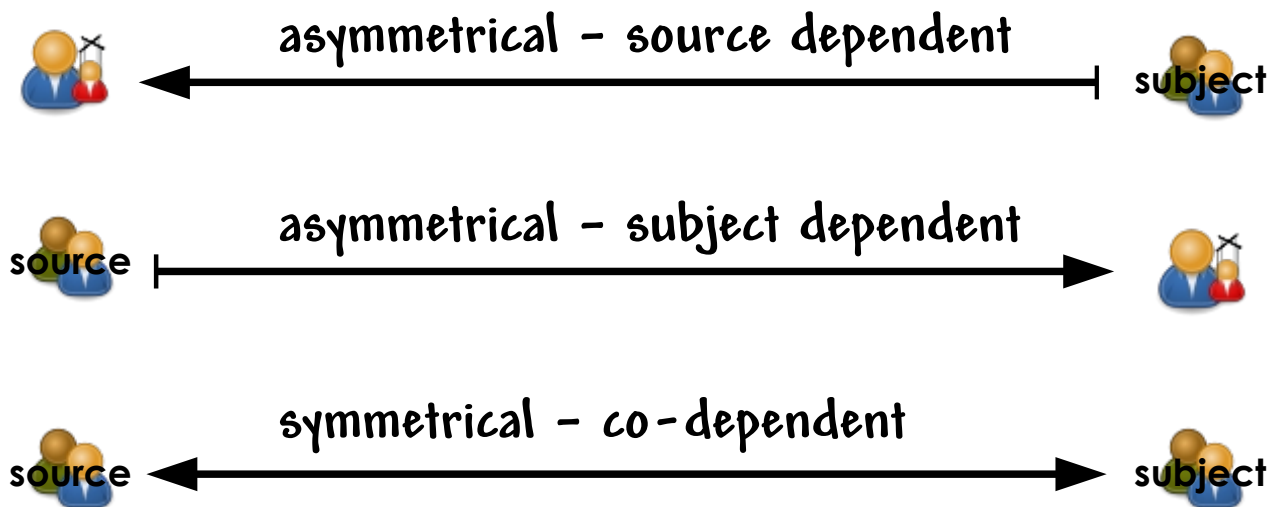 asymmetrical - source dependent
subject
asymmetrical - subject dependent
source
symmetrical - co-dependent
source
subject